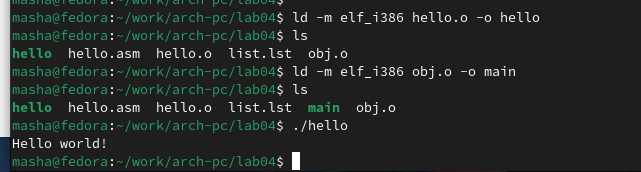 masha@fedora:~/work/arch-pc/lab04$ ld -m elf_i386 hello.o -o hello
masha@fedora:~/work/arch-pc/lab04$ ls
hello  hello.asm  hello.o  list.lst  obj.o
masha@fedora:~/work/arch-pc/lab04$ ld -m elf_i386 obj.o -o main
masha@fedora:~/work/arch-pc/lab04$ ls
hello  hello.asm  hello.o  list.lst  main  obj.o
masha@fedora:~/work/arch-pc/lab04$ ./hello
Hello world!
masha@fedora:~/work/arch-pc/lab04$